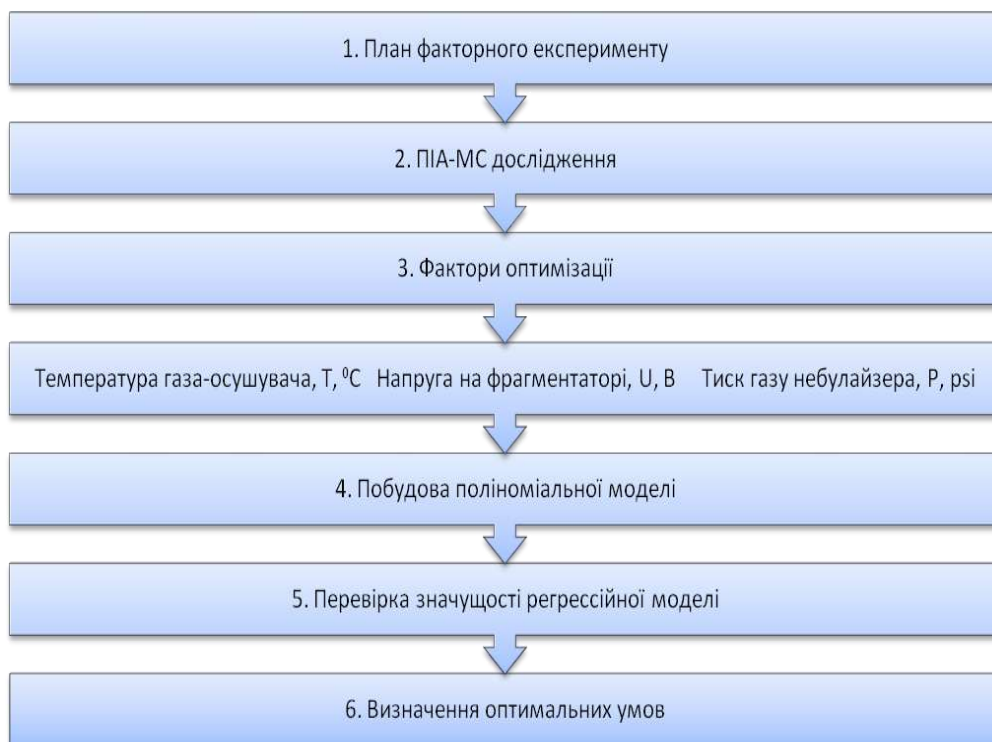 1. План факторного експерименту
2. ПІА-МС дослідження
3. Фактори оптимізації
Температура газа-осушувача, Т, ⁰С Напруга на фрагментаторі, U, В Тиск газу небулайзера, Р, psi
4. Побудова поліноміальної моделі
5. Перевірка значущості регрессійної моделі
6. Визначення оптимальних умов